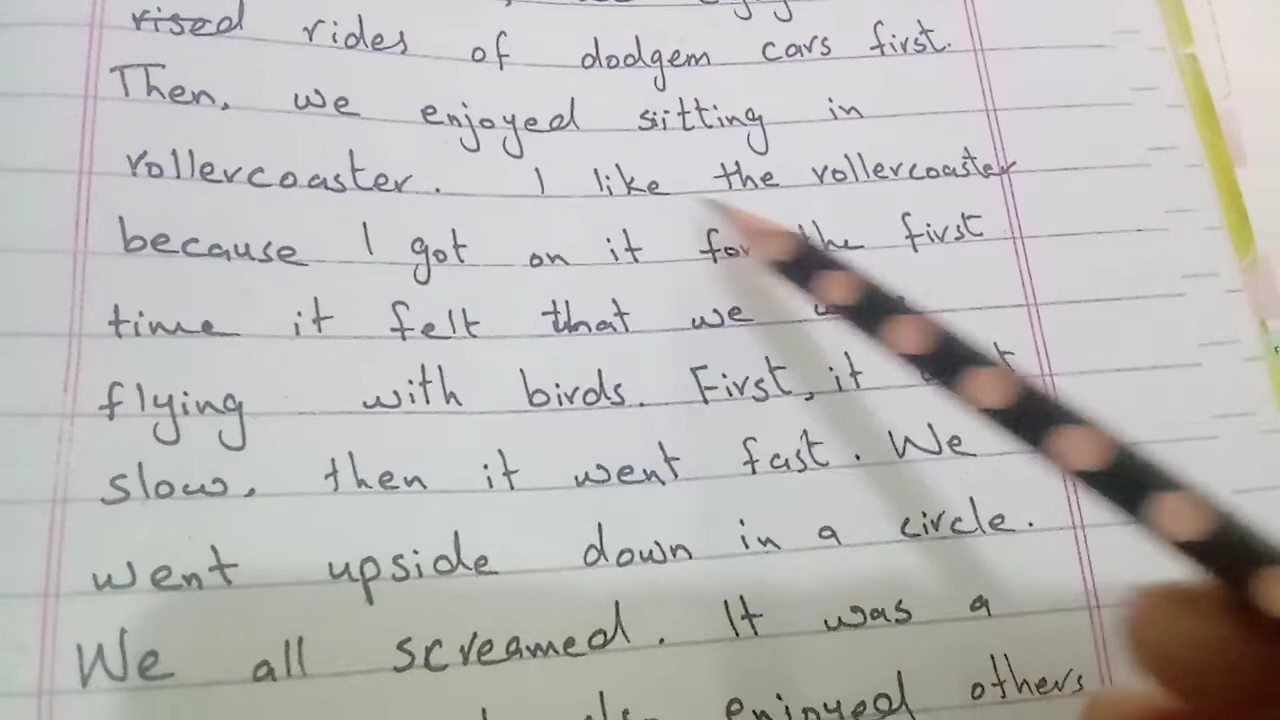 rised rides of dodgem cars first.
Then, we enjoyed siitting in
rollercoaster. I like the rollercoaster
because I got on it for the first
time it felt that we
flying with birds. First, it
slow, then it went fast. We
went upside down in a circle.
We all screamed. It was a
enjoyed others